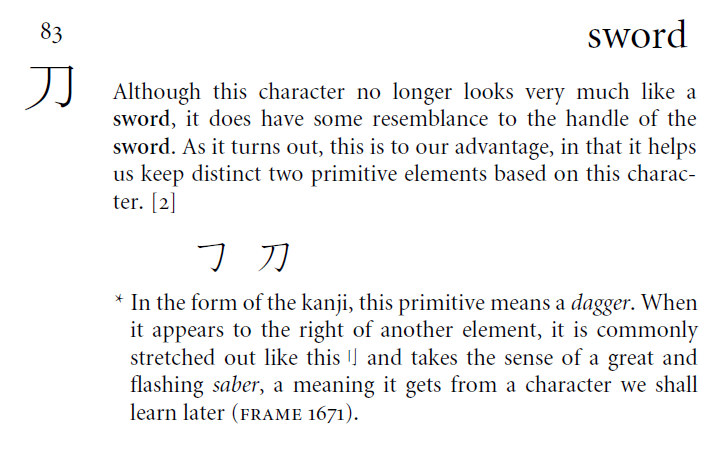 83
sword
刀
Although this character no longer looks very much like a
sword, it does have some resemblance to the handle of the
sword. As it turns out, this is to our advantage, in that it helps
us keep distinct two primitive elements based on this charac-
ter. [2]
㇆ 刀
* In the form of the kanji, this primitive means a dagger. When
it appears to the right of another element, it is commonly
stretched out like this 刂 and takes the sense of a great and
flashing saber, a meaning it gets from a character we shall
learn later (FRAME 1671).